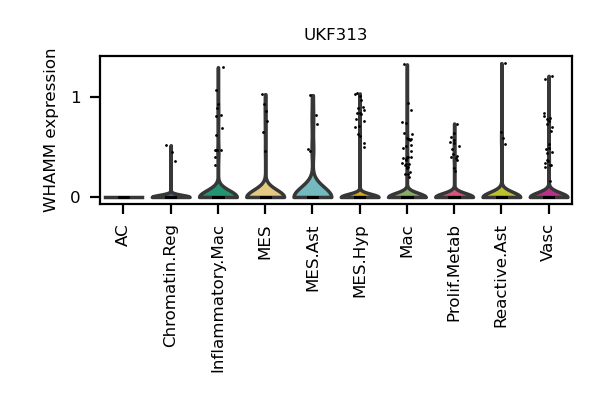 UKF313
WHAMM expression
1
0
AC
Chromatin.Reg
Inflammatory.Mac
MES
MES.Ast
MES.Hyp
Mac
Prolif.Metab
Reactive.Ast
Vasc